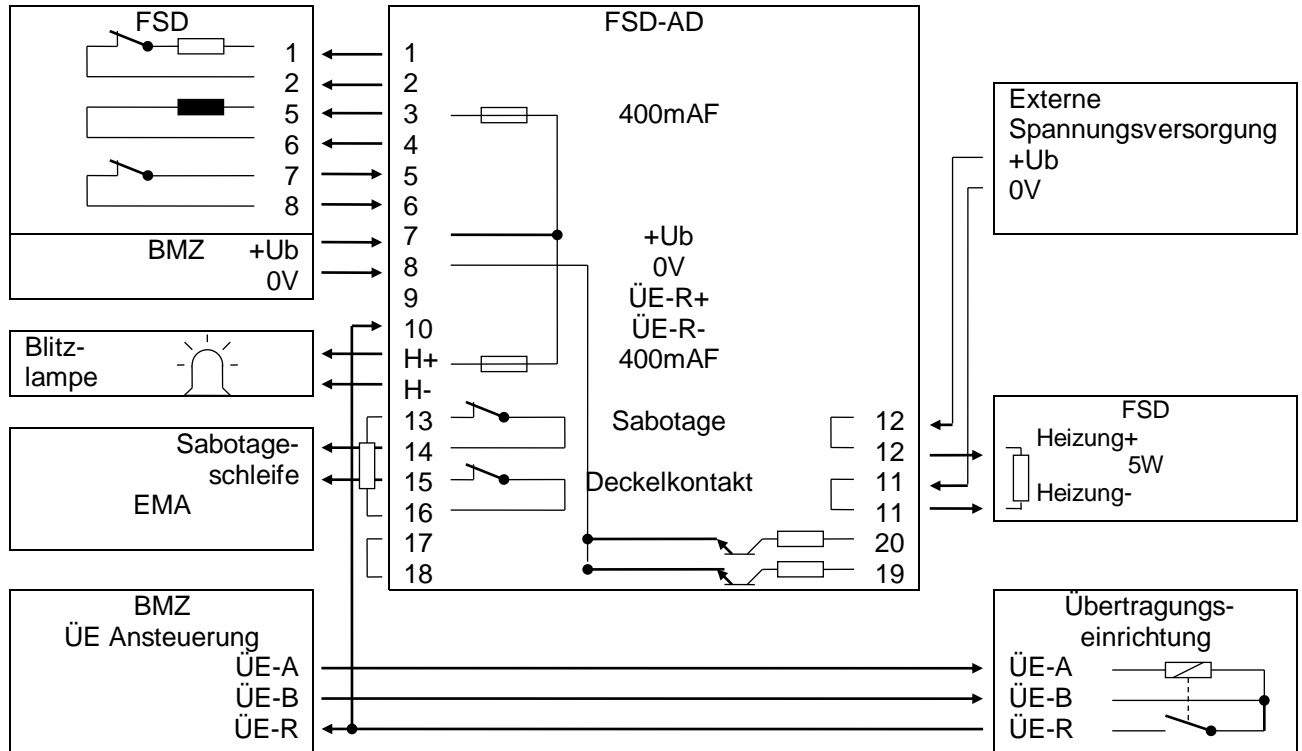 FSD
1
2
5
6
7
8
BMZ +Ub
0V
Blitz-
lampe
Sabotage-
schleife
EMA
BMZ
ÜE Ansteuerung
ÜE-A
ÜE-B
ÜE-R
FSD-AD
1
2
3 400mAF
4
5
6
7 +Ub
8 0V
9 ÜE-R+
10 ÜE-R-
H+ 400mAF
H-
13 Sabotage 12
14 12
15 Deckelkontakt 11
16 11
17 20
18 19
Externe
Spannungsversorgung
+Ub
0V
FSD
Heizung+
5W
Heizung-
Übertragungs-
einrichtung
ÜE-A
ÜE-B
ÜE-R